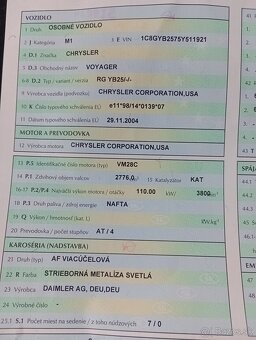 VOZIDLO
1 Druh OSOBNÉ VOZIDLO
2 J Kategória M1 3 E VIN 1C8GYB2575Y511921
4 D.1 Značka CHRYSLER
5 D.3 Obchodný názov VOYAGER
6-8 D.2 Typ / variant / verzia RG YB25/-/-
9 Výrobca vozidla (podvozku) CHRYSLER CORPORATION,USA
10 K Číslo typového schválenia EÚ e11*98/14*0139*07
11 Dátum typového schválenia EÚ 29.11.2004
MOTOR A PREVODOVKA
12 Výrobca motora CHRYSLER CORPORATION,USA
13 P.5 Identifikačné číslo motora (typ) VM28C
14 P.1 Zdvihový objem valcov 2776,0 15 Katalyzátor KAT
16-17 P.2/P.4 Najväčší výkon motora / otáčky 110.00 kW/ 3800
18 P.3 Druh paliva / zdroj energie NAFTA
19 Q Výkon / hmotnosť (kat. L) kW.kg
20 Prevodovka / počet stupňov AT / 4
KAROSÉRIA (NADSTAVBA)
21 Druh (typ) AF VIACÚČELOVÁ
22 R Farba STRIEBORNÁ METALÍZA SVETLÁ
23 Výrobca DAIMLER AG, DEU,DEU
24 Výrobné číslo -
25.1 S.1 Počet miest na sedenie / z toho núdzových 7 / 0